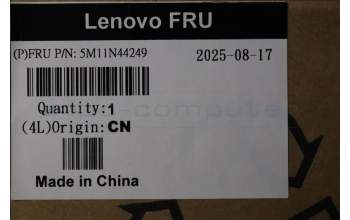 Lenovo FRU
(P)FRU P/N: 5M11N44249 2025-08-17
Quantity:1
(4L)Origin:CN
Made in China